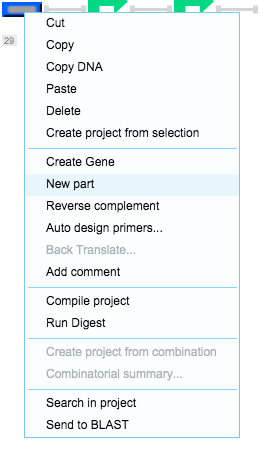 29
Cut
Copy
Copy DNA
Paste
Delete
Create project from selection
Create Gene
New part
Reverse complement
Auto design primers...
Back Translate...
Add comment
Compile project
Run Digest
Create project from combination
Combinatorial summary...
Search in project
Send to BLAST